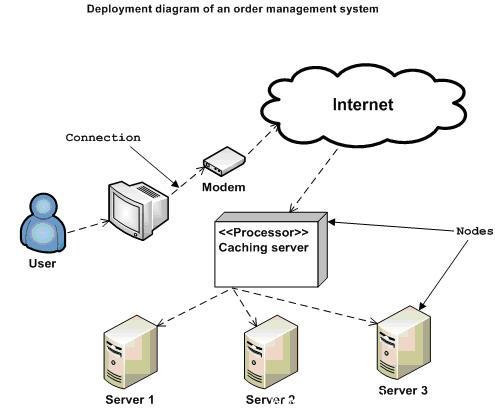 Deployment diagram of an order management system
Internet
Connection
Modem
<<Processor>>
Caching server
Nodes
User
Server 1
Server 2
Server 3